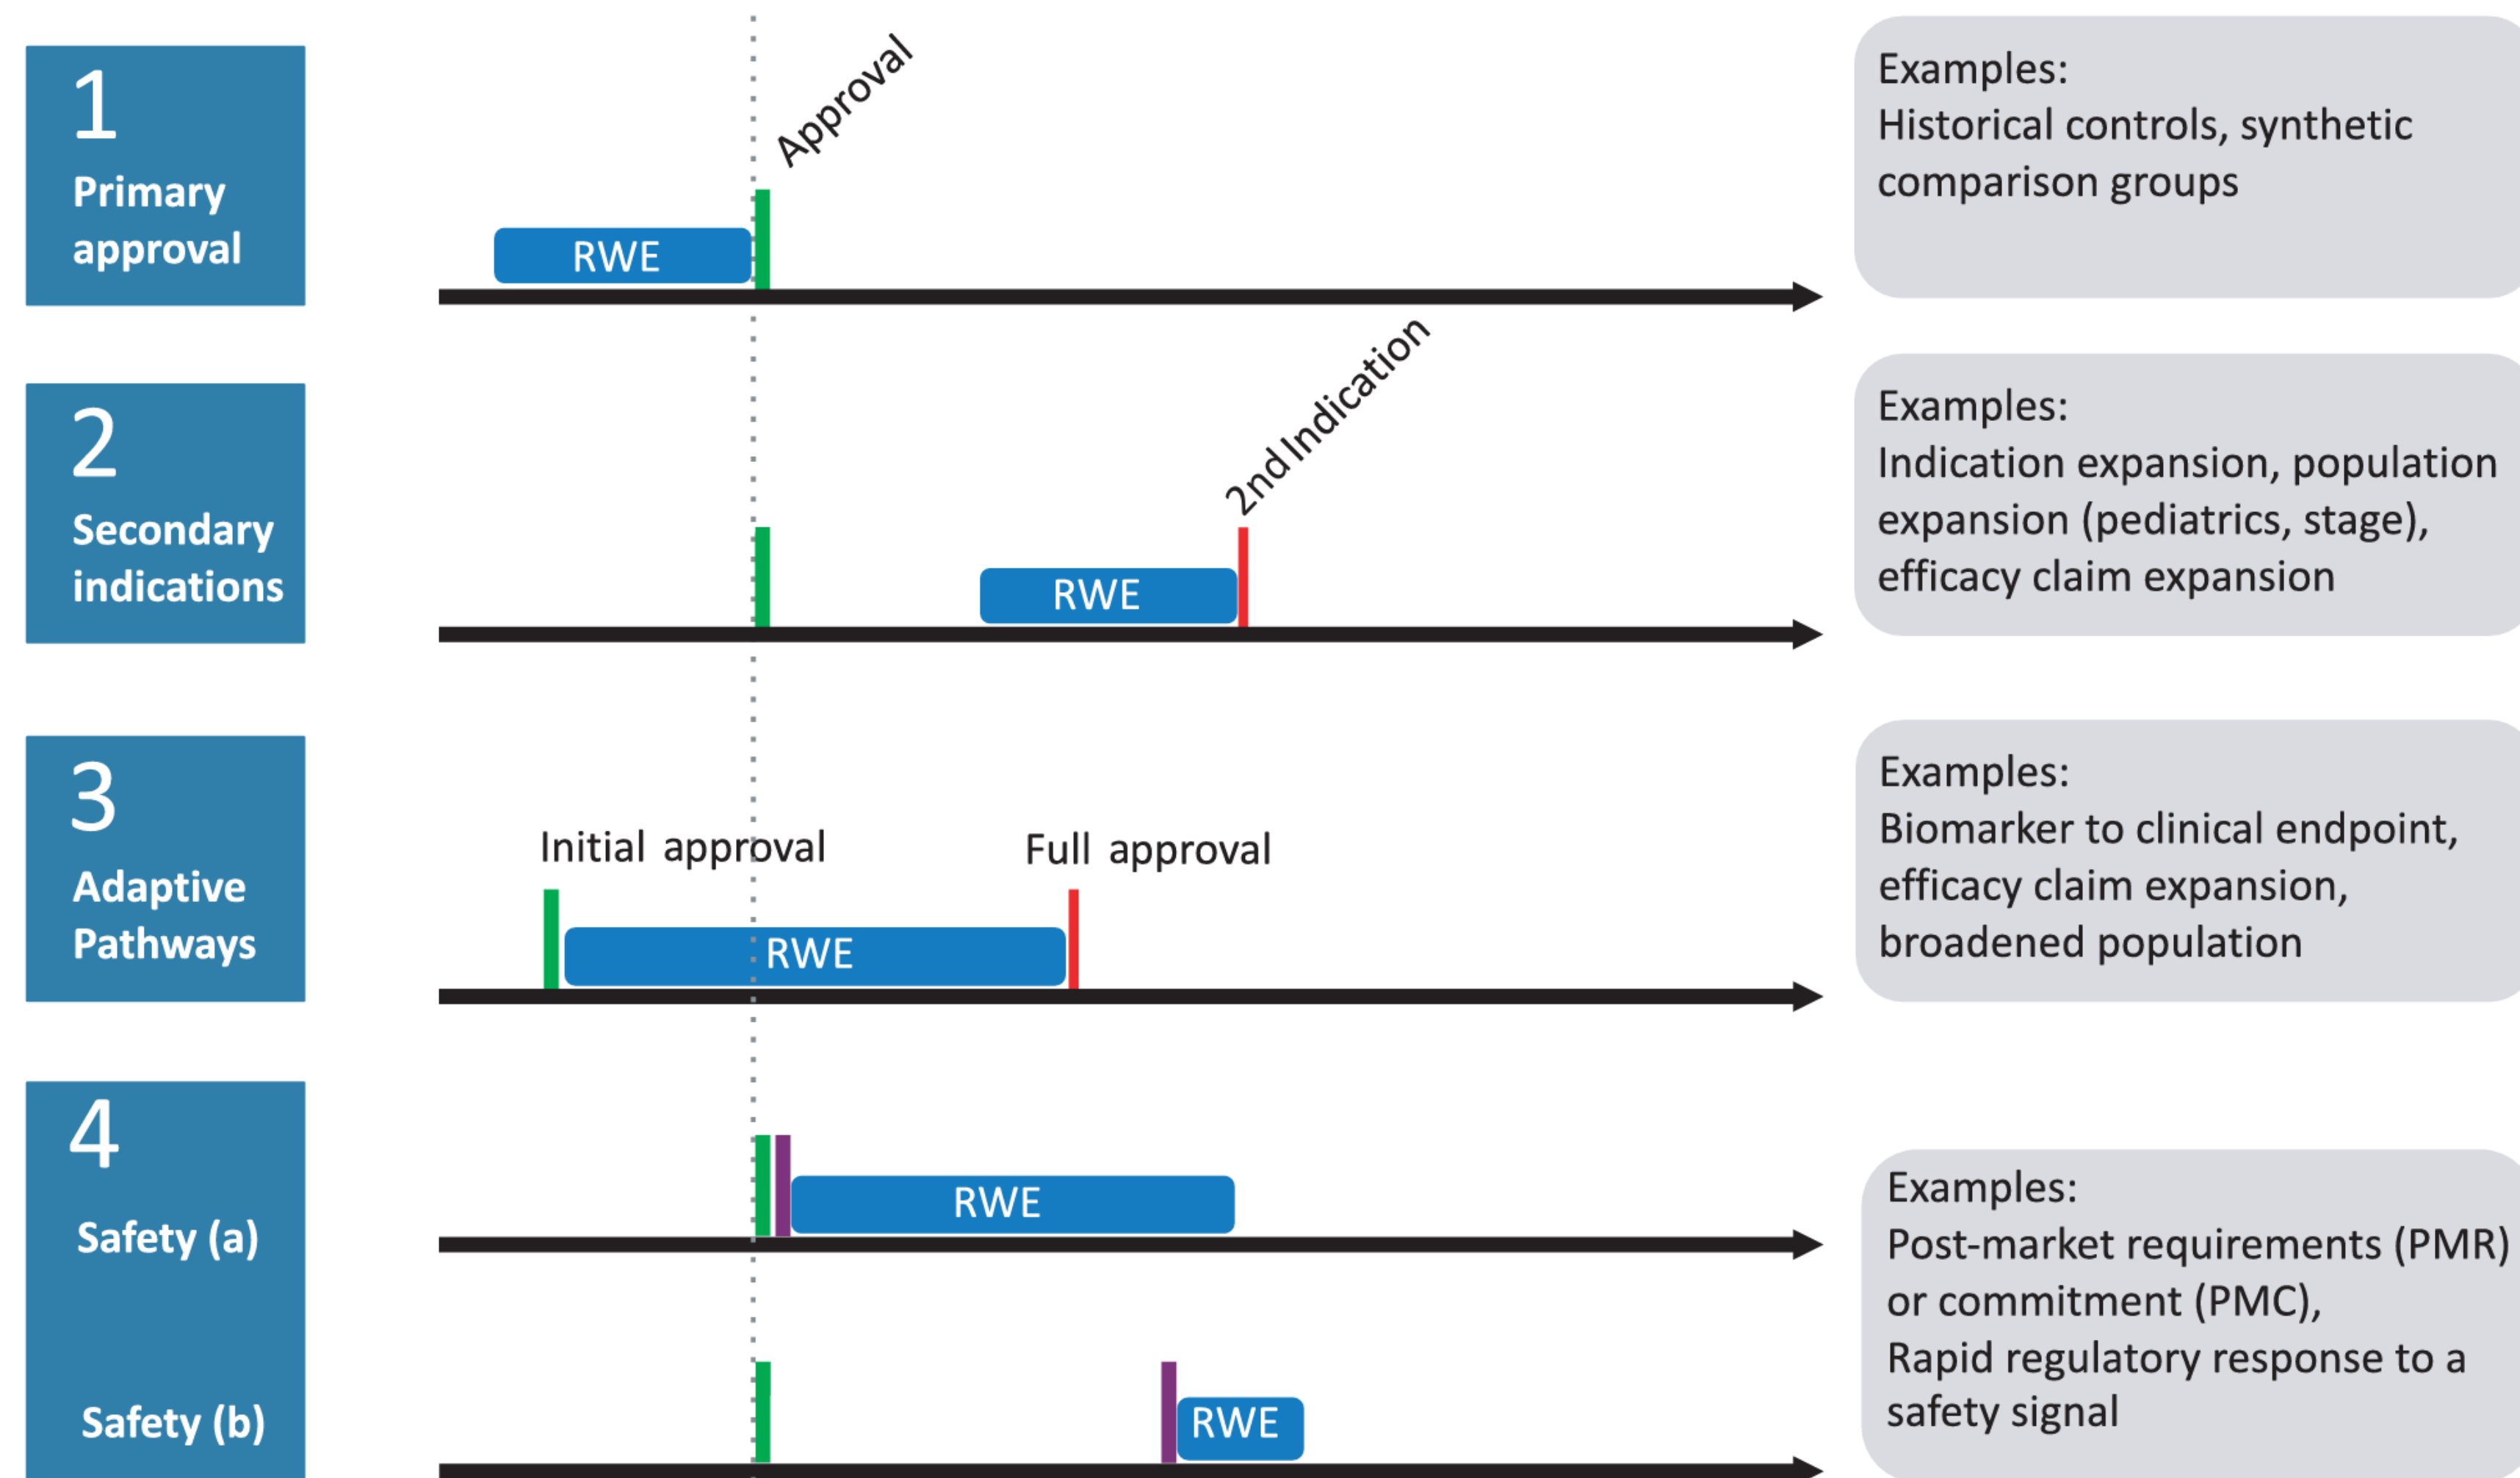 1
Primary
approval
Approval
RWE
Examples:
Historical controls, synthetic
comparison groups
2
Secondary
indications
2nd Indication
RWE
Examples:
Indication expansion, population
expansion (pediatrics, stage),
efficacy claim expansion
3
Adaptive
Pathways
Initial approval
Full approval
RWE
Examples:
Biomarker to clinical endpoint,
efficacy claim expansion,
broadened population
4
Safety (a)
RWE
Safety (b)
RWE
Examples:
Post-market requirements (PMR)
or commitment (PMC),
Rapid regulatory response to a
safety signal